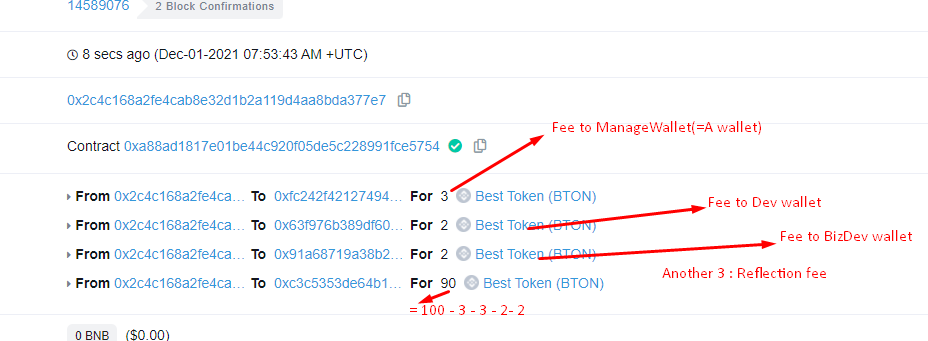 14589076 2 Block Confirmations
8 secs ago (Dec-01-2021 07:53:43 AM +UTC)
0x2c4c168a2fe4cab8e32d1b2a119d4aa8bda377e7
Fee to ManageWallet(=A wallet)
Contract 0xa88ad1817e01be44c920f05de5c228991fce5754
From 0x2c4c168a2fe4ca... To 0xfc242f42127494... For 3 Best Token (BTON)
Fee to Dev wallet
From 0x2c4c168a2fe4ca... To 0x63f976b389df60... For 2 Best Token (BTON)
Fee to BizDev wallet
From 0x2c4c168a2fe4ca... To 0x91a68719a38b2... For 2 Best Token (BTON)
Another 3 : Reflection fee
From 0x2c4c168a2fe4ca... To 0xc3c5353de64b1... For 90 Best Token (BTON)
= 100 - 3 - 3 - 2- 2
0 BNB ($0.00)